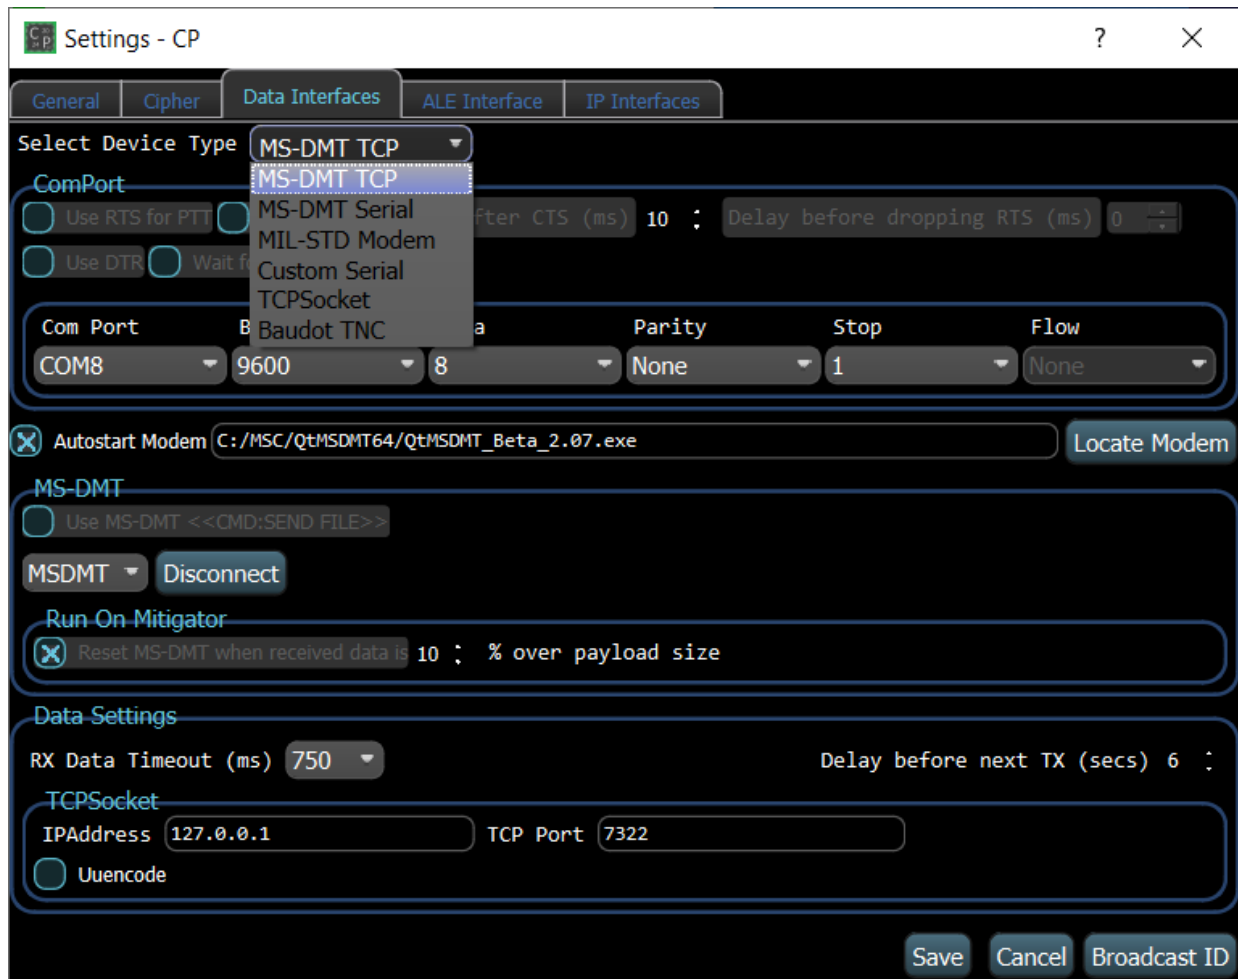 Settings - CP ?
General Cipher Data Interfaces ALE Interface IP Interfaces
Select Device Type MS-DMT TCP
MS-DMT TCP
MS-DMT Serial
MIL-STD Modem
Custom Serial
TCPSocket
Baudot TNC
ComPort
Use RTS for PTT CTS (ms) 10 Delay before dropping RTS (ms) 0
Use DTR Wait
Com Port Parity Stop Flow
COM8 9600 8 None 1 None
Autostart Modem C:/MSC/QtMSDMT64/QtMSDMT_Beta_2.07.exe Locate Modem
MS-DMT
Use MS-DMT <<CMD:SEND FILE>>
MSDMT Disconnect
Run On Mitigator
Reset MS-DMT when received data is 10 % over payload size
Data Settings
RX Data Timeout (ms) 750 Delay before next TX (secs) 6
TCPSocket
IPAddress 127.0.0.1 TCP Port 7322
Uuencode
Save Cancel Broadcast ID